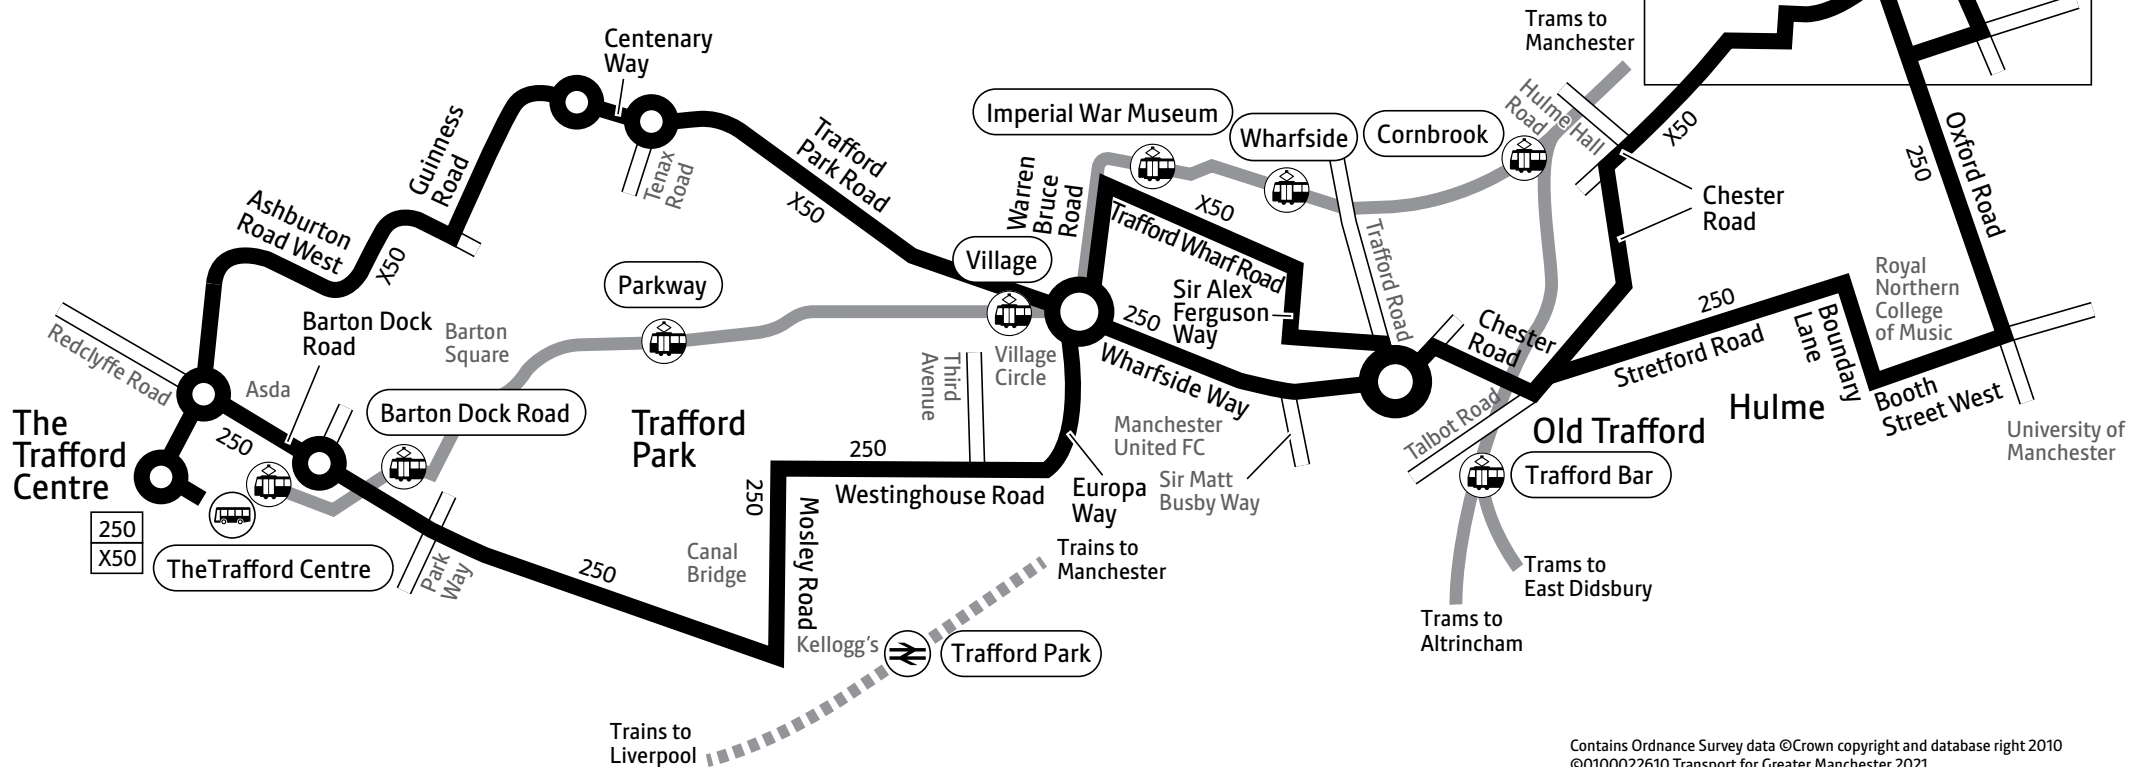 Trams to
Manchester
Centenary
Way
Imperial War Museum
Wharfside
Cornbrook
Hulme Hall
Road
X50
Oxford Road
250
Guinness
Road
Tenax
Road
Trafford
Park Road
X50
Warren
Bruce
Road
X50
Trafford Wharf Road
Trafford Road
Chester
Road
Ashburton
Road West
X50
Village
Parkway
Sir Alex
Ferguson
Way
250
Wharfside Way
Chester
Road
250
Stretford Road
Boundary
Lane
Royal
Northern
College
of Music
Booth
Street West
Redclyffe Road
Barton Dock
Road
Barton
Square
Asda
250
Barton Dock Road
Third
Avenue
Village
Circle
The
Trafford
Centre
Trafford
Park
250
Westinghouse Road
Manchester
United FC
Sir Matt
Busby Way
Talbot Road
Old Trafford
Hulme
University of
Manchester
Trafford Bar
Europa
Way
250
Mosley Road
250
X50
TheTrafford Centre
Park
Way
250
Canal
Bridge
Trains to
Manchester
Trams to
East Didsbury
Trams to
Altrincham
Kellogg's
Trafford Park
Trains to
Liverpool
Contains Ordnance Survey data ©Crown copyright and database right 2010
©0100022610 Transport for Greater Manchester 2021